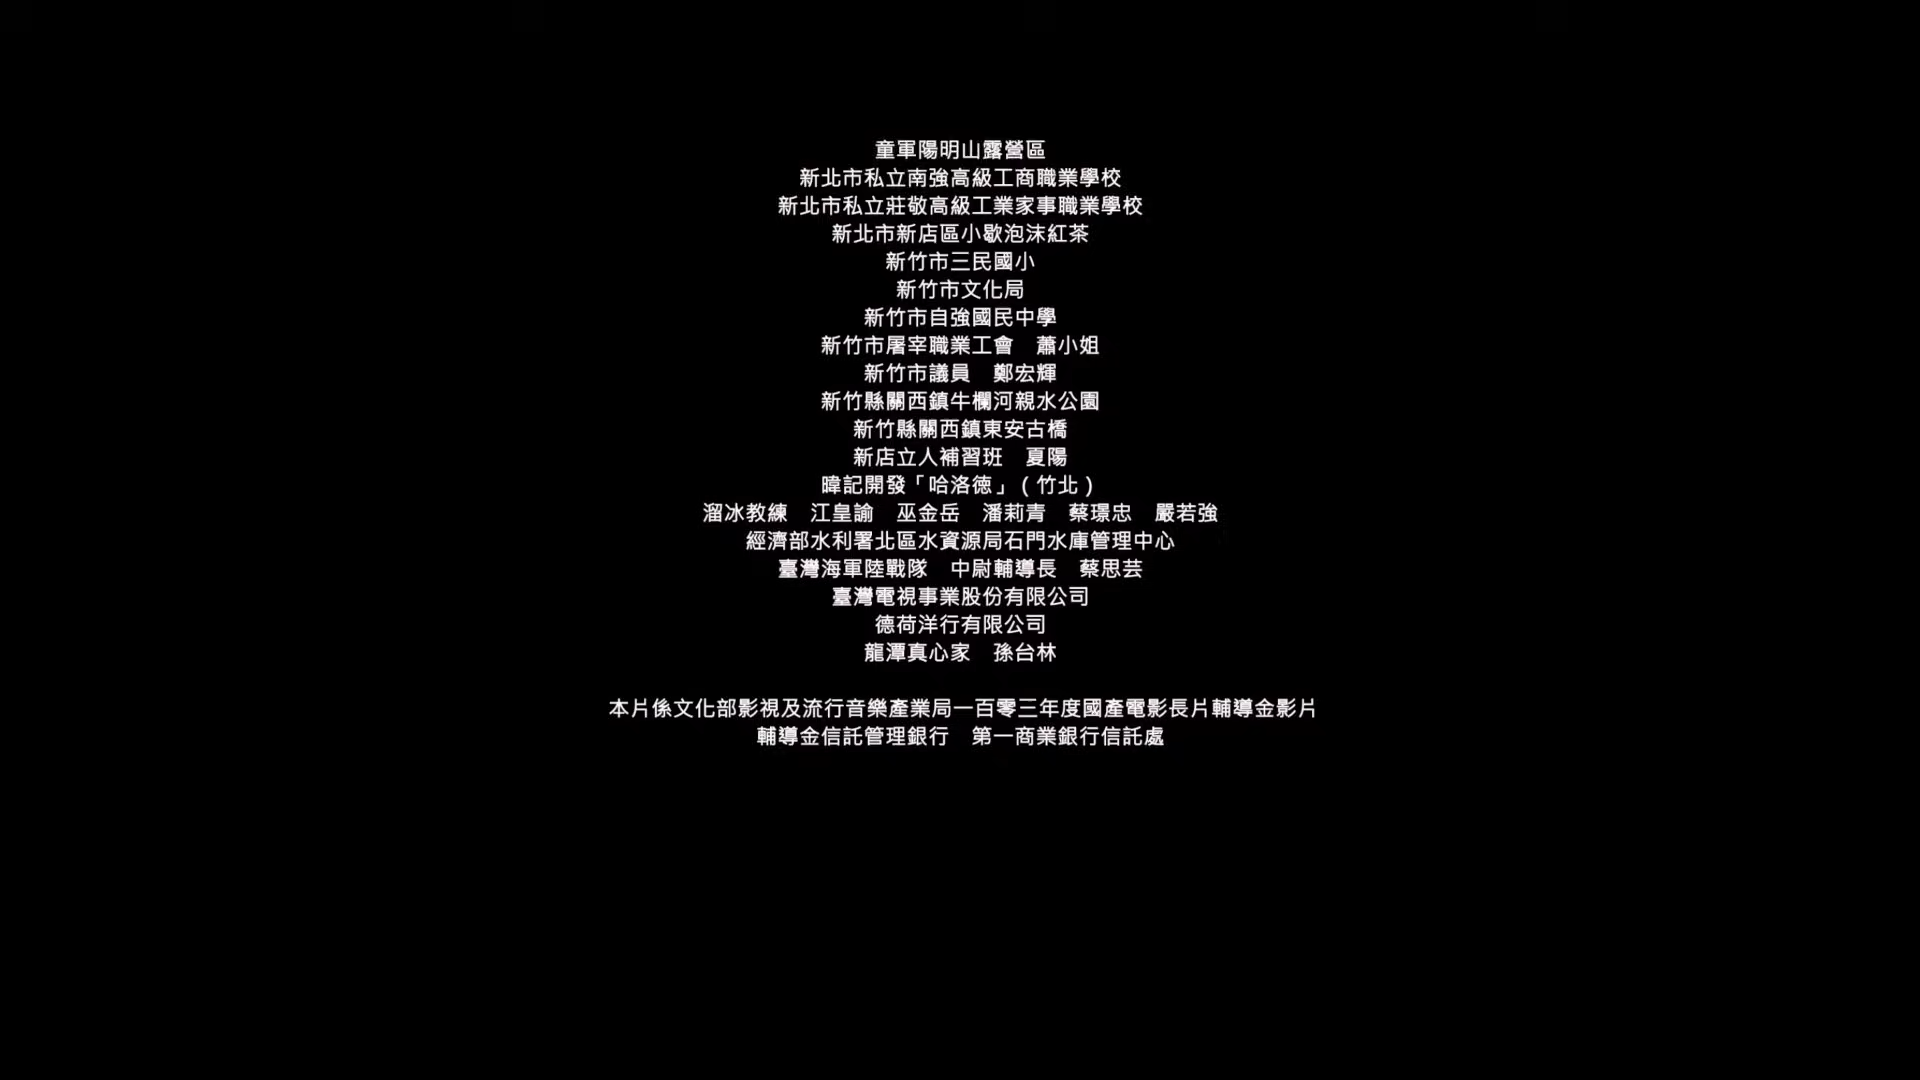 童軍陽明山露營區
新北市私立南強高級工商職業學校
新北市私立莊敬高級工業家事職業學校
新北市新店區小歇泡沫紅茶
新竹市三民國小
新竹市文化局
新竹市自強國民中學
新竹市屠宰職業工會　蕭小姐
新竹市議員　鄭宏輝
新竹縣關西鎮牛欄河親水公園
新竹縣關西鎮東安古橋
新店立人補習班　夏陽
暐記開發「哈洛德」（竹北）
溜冰教練　江皇諭　巫金岳　潘莉青　蔡璟忠　嚴若強
經濟部水利署北區水資源局石門水庫管理中心
臺灣海軍陸戰隊　中尉輔導長　蔡思芸
臺灣電視事業股份有限公司
德荷洋行有限公司
龍潭真心家　孫台林
本片係文化部影視及流行音樂產業局一百零三年度國產電影長片輔導金影片
輔導金信託管理銀行　第一商業銀行信託處